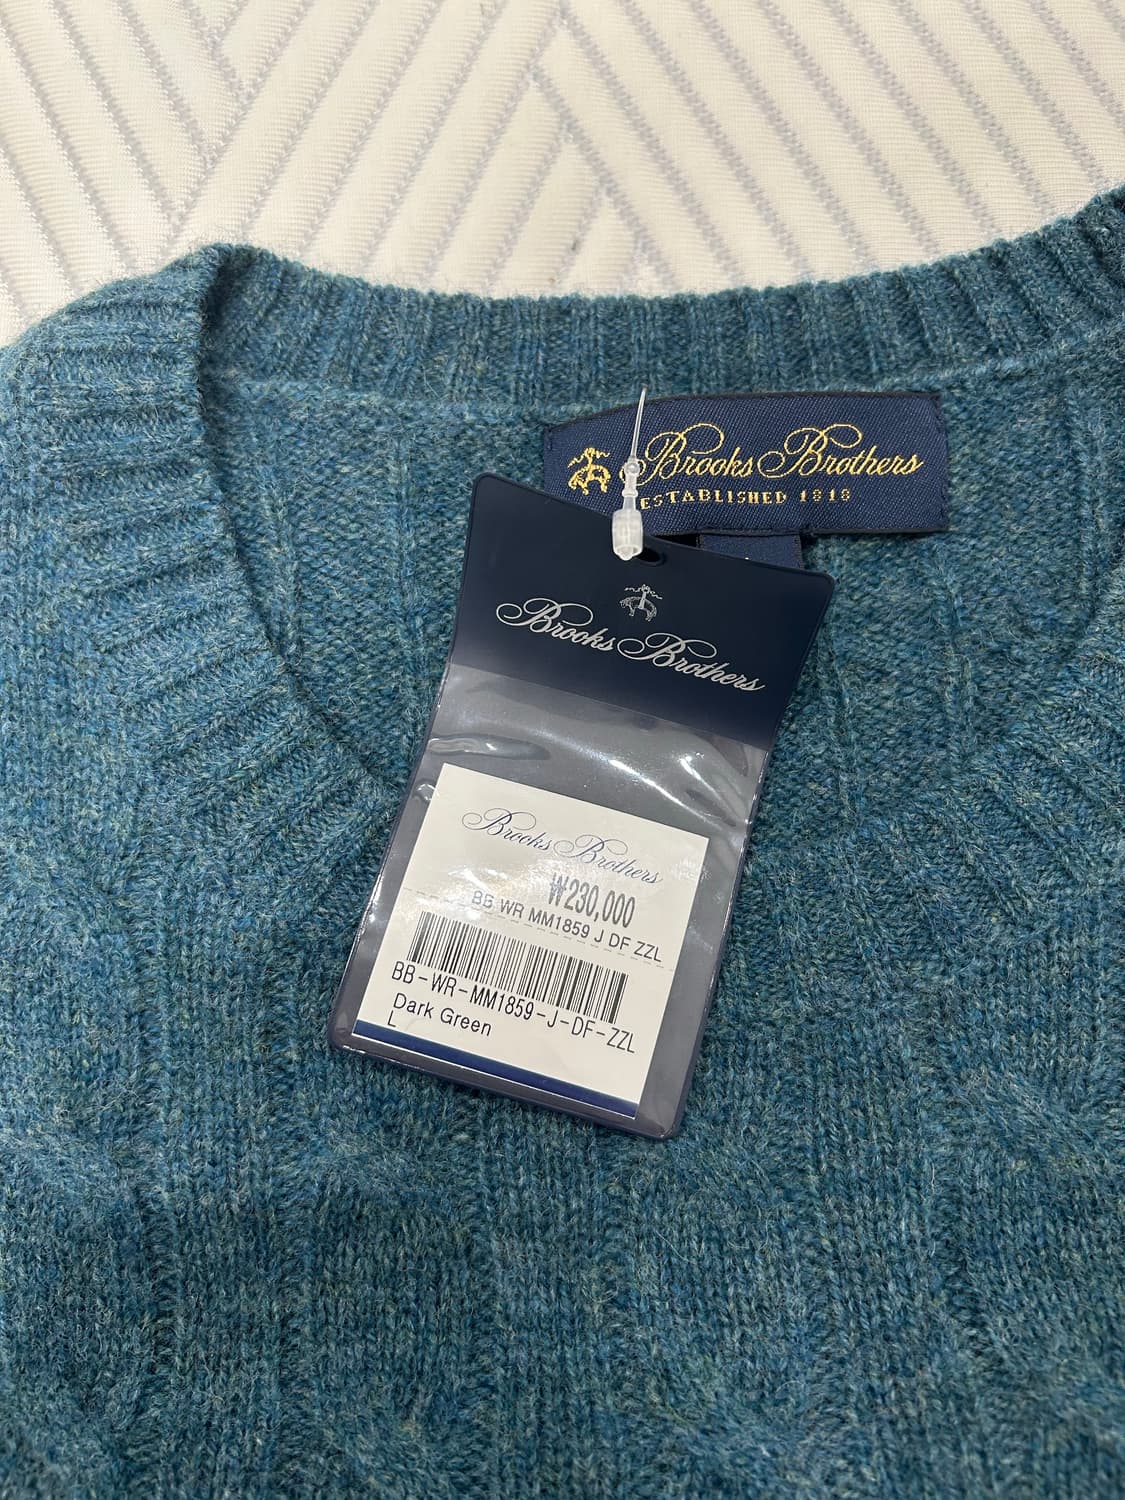 Brooks Brothers
ESTABLISHED 1818
Brooks Brothers
Brooks Brothers
₩230,000
BB WR MM1859 J DF ZZL
BB-WR-MM1859-J-DF-ZZL
Dark Green
L